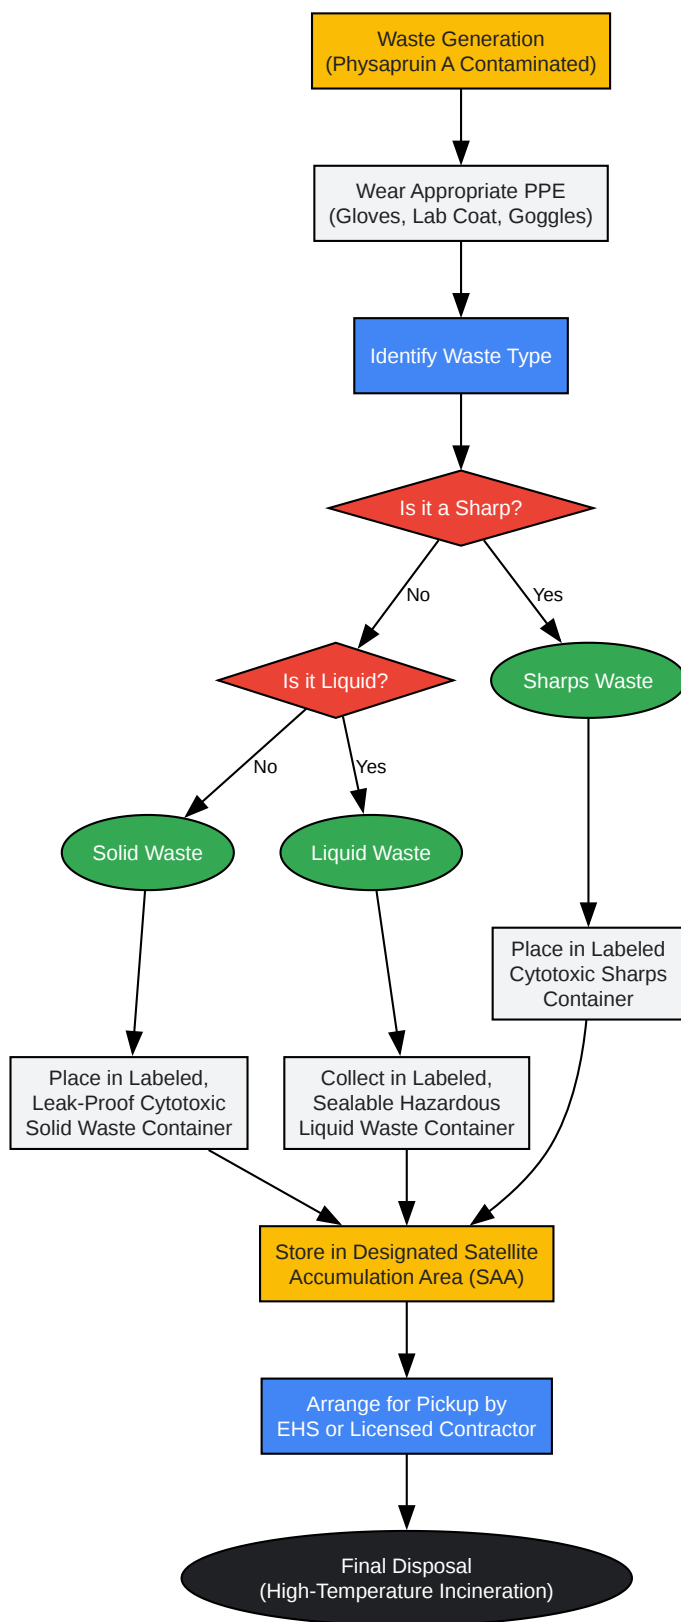 Waste Generation
(Physapruin A Contaminated)
Wear Appropriate PPE
(Gloves, Lab Coat, Goggles)
Identify Waste Type
Is it a Sharp?
No
Yes
Is it Liquid?
Sharps Waste
No
Yes
Solid Waste
Liquid Waste
Place in Labeled
Cytotoxic Sharps
Container
Place in Labeled,
Leak-Proof Cytotoxic
Solid Waste Container
Collect in Labeled,
Sealable Hazardous
Liquid Waste Container
Store in Designated Satellite
Accumulation Area (SAA)
Arrange for Pickup by
EHS or Licensed Contractor
Final Disposal
(High-Temperature Incineration)